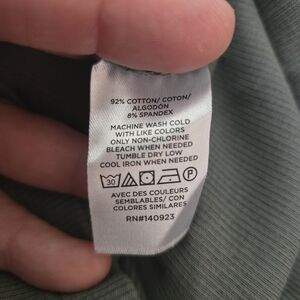 92% COTTON/ COTON/
ALGODÓN
8% SPANDEX
MACHINE WASH COLD
WITH LIKE COLORS
ONLY NON-CHLORINE
BLEACH WHEN NEEDED
TUMBLE DRY LOW
COOL IRON WHEN NEEDED
30 P
AVEC DES COULEURS
SEMBLABLES/ CON
COLORES SIMILARES
RN#140923